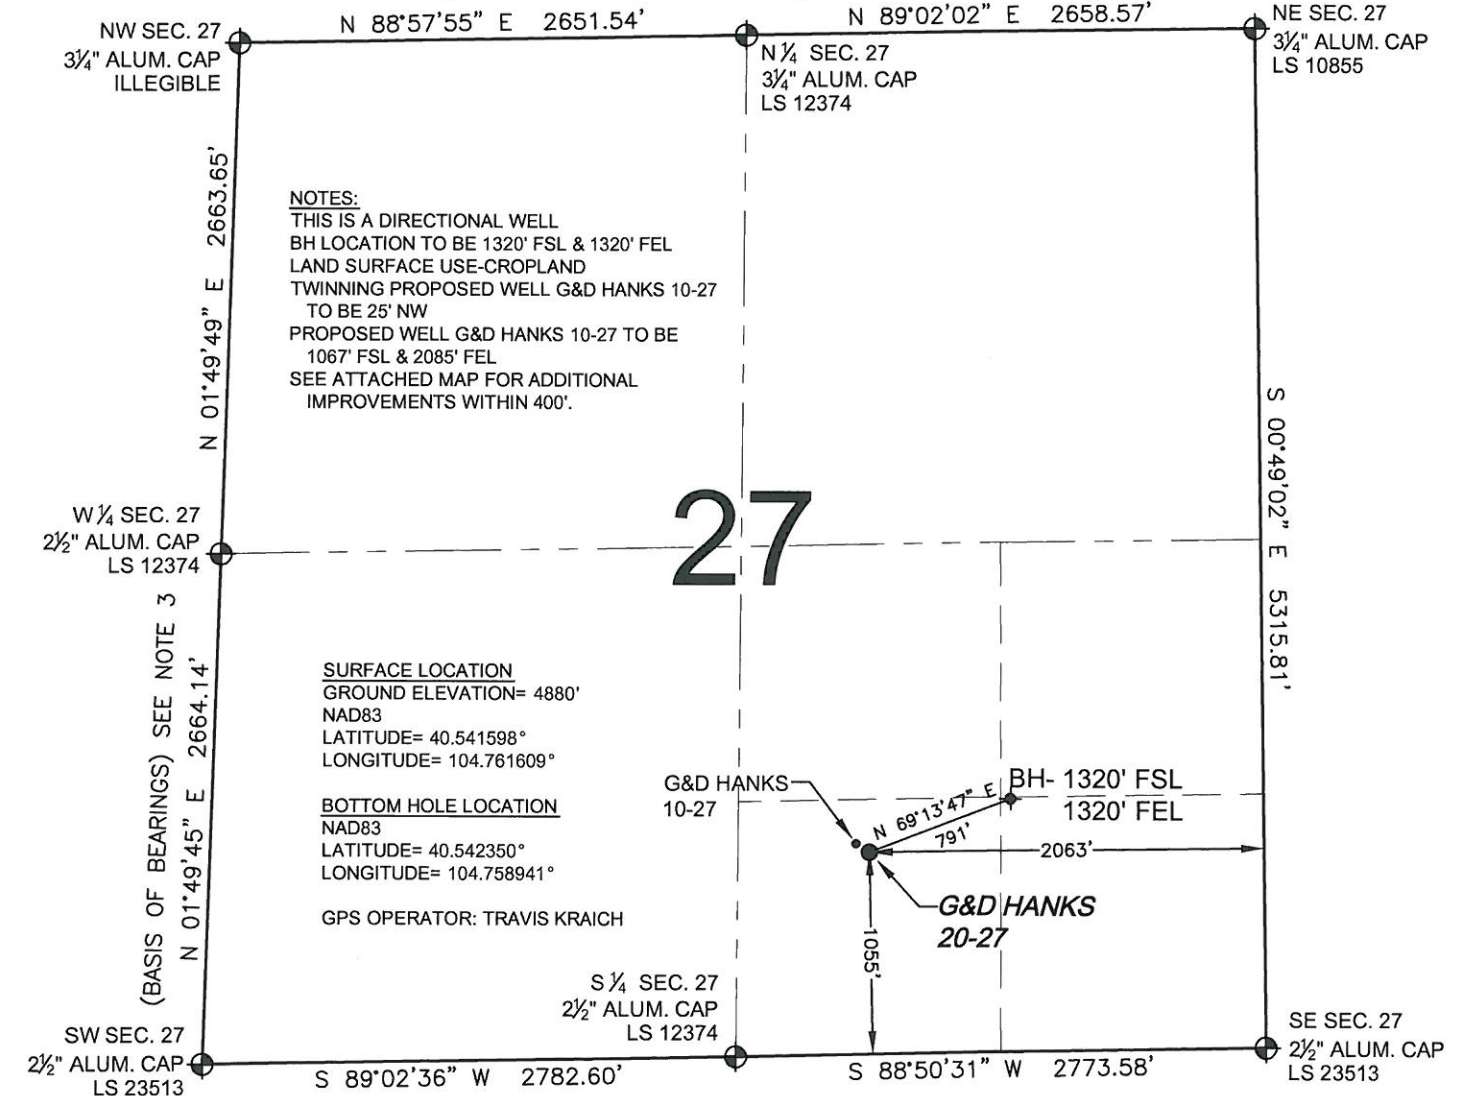 NW SEC. 27
3¼" ALUM. CAP
ILLEGIBLE
N 88°57'55" E 2651.54'
N 89°02'02" E 2658.57'
NE SEC. 27
3¼" ALUM. CAP
LS 10855
N ¼ SEC. 27
3¼" ALUM. CAP
LS 12374
N 01°49'49" E 2663.65'
NOTES:
THIS IS A DIRECTIONAL WELL
BH LOCATION TO BE 1320' FSL & 1320' FEL
LAND SURFACE USE-CROPLAND
TWINNING PROPOSED WELL G&D HANKS 10-27
TO BE 25' NW
PROPOSED WELL G&D HANKS 10-27 TO BE
1067' FSL & 2085' FEL
SEE ATTACHED MAP FOR ADDITIONAL
IMPROVEMENTS WITHIN 400'.
S 00°49'02" E 5315.81'
27
W ¼ SEC. 27
2½" ALUM. CAP
LS 12374
(BASIS OF BEARINGS) SEE NOTE 3
N 01°49'45" E 2664.14'
SURFACE LOCATION
GROUND ELEVATION= 4880'
NAD83
LATITUDE= 40.541598°
LONGITUDE= 104.761609°
BOTTOM HOLE LOCATION
NAD83
LATITUDE= 40.542350°
LONGITUDE= 104.758941°
GPS OPERATOR: TRAVIS KRAICH
G&D HANKS
10-27
BH- 1320' FSL
1320' FEL
N 69°13'47" E
791'
2063'
G&D HANKS
20-27
1055'
S ¼ SEC. 27
2½" ALUM. CAP
LS 12374
SW SEC. 27
2½" ALUM. CAP
LS 23513
S 89°02'36" W 2782.60'
S 88°50'31" W 2773.58'
SE SEC. 27
2½" ALUM. CAP
LS 23513